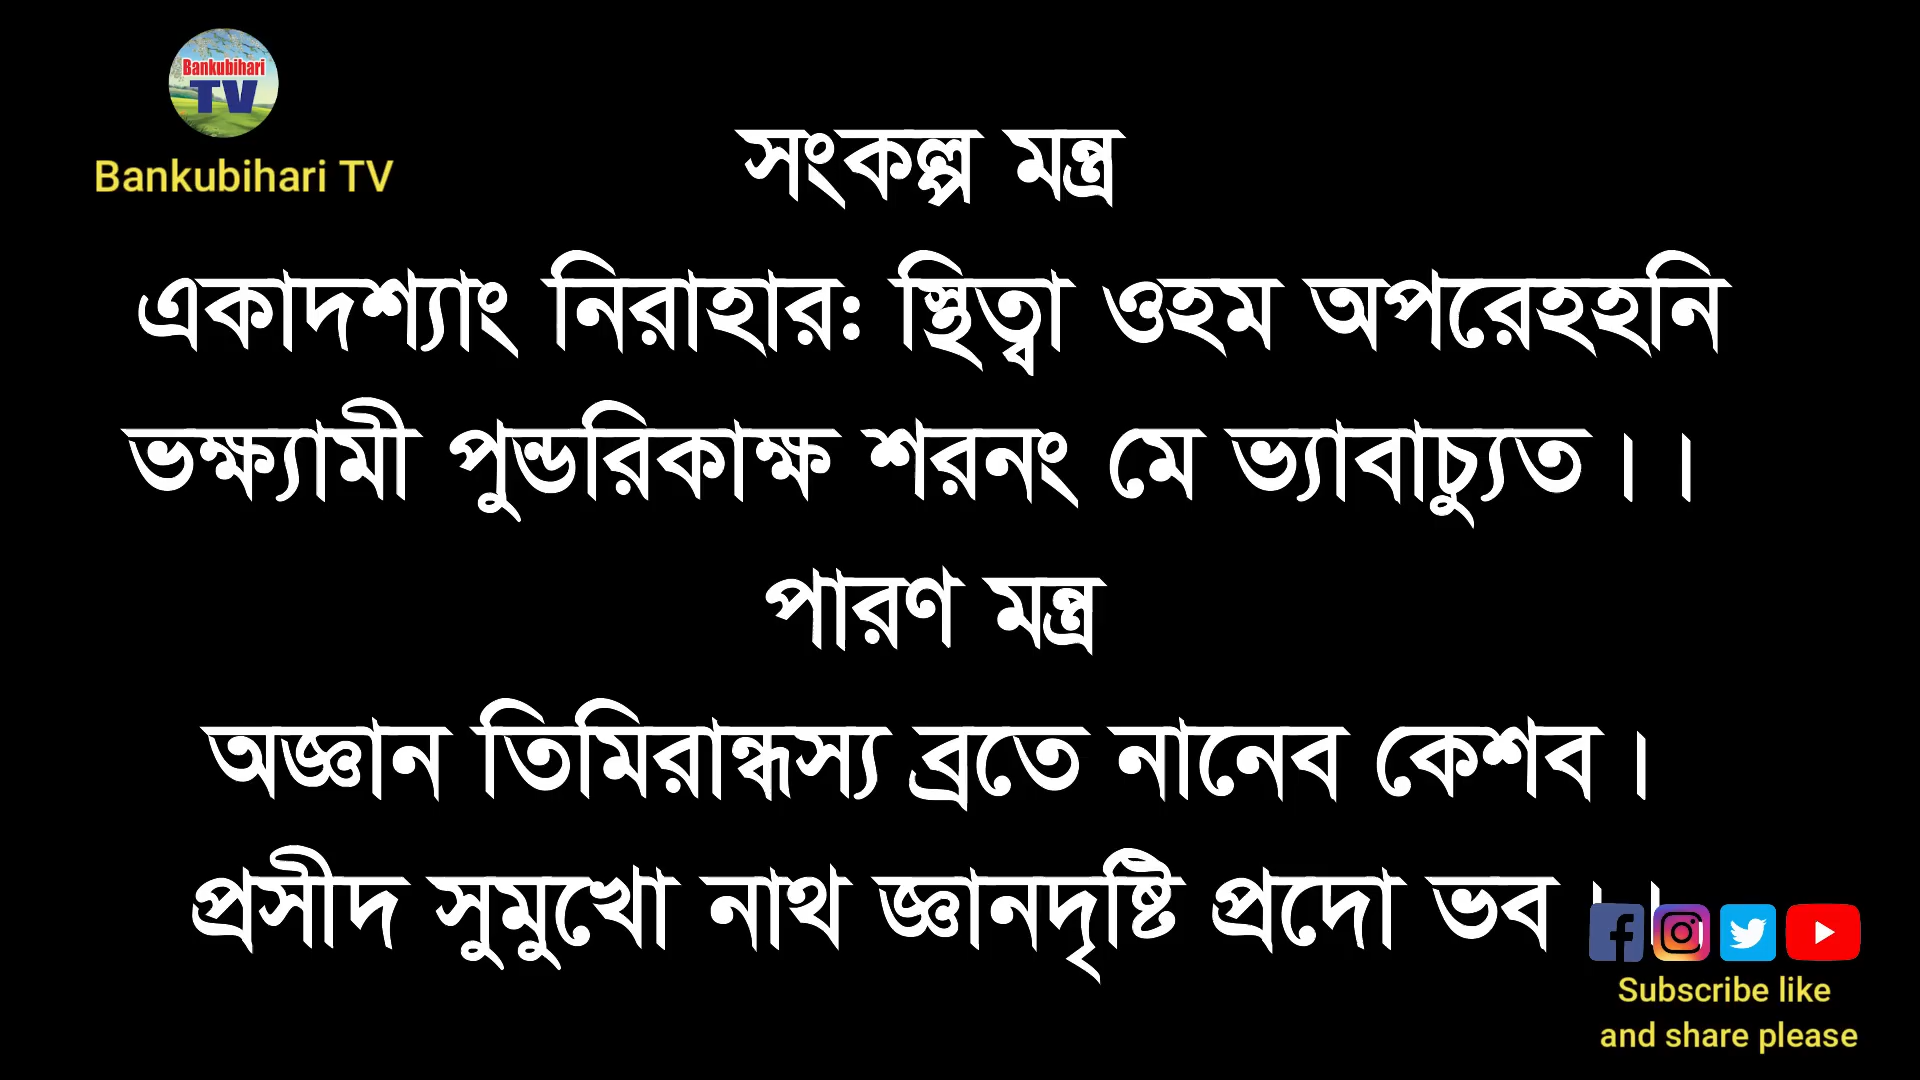 Bankubihari
TV
Bankubihari TV
সংকল্প মন্ত্র
একাদশ্যাং নিরাহারঃ স্থিত্বা ওহম অপরেহহনি
ভক্ষ্যামী পুন্ডরিকাক্ষ শরনং মে ভ্যাবাচ্যুত।।
পারণ মন্ত্র
অজ্ঞান তিমিরান্ধস্য ব্রতে নানেব কেশব।
প্রসীদ সুমুখো নাথ জ্ঞানদৃষ্টি প্রদো ভব ।।
Subscribe like
and share please